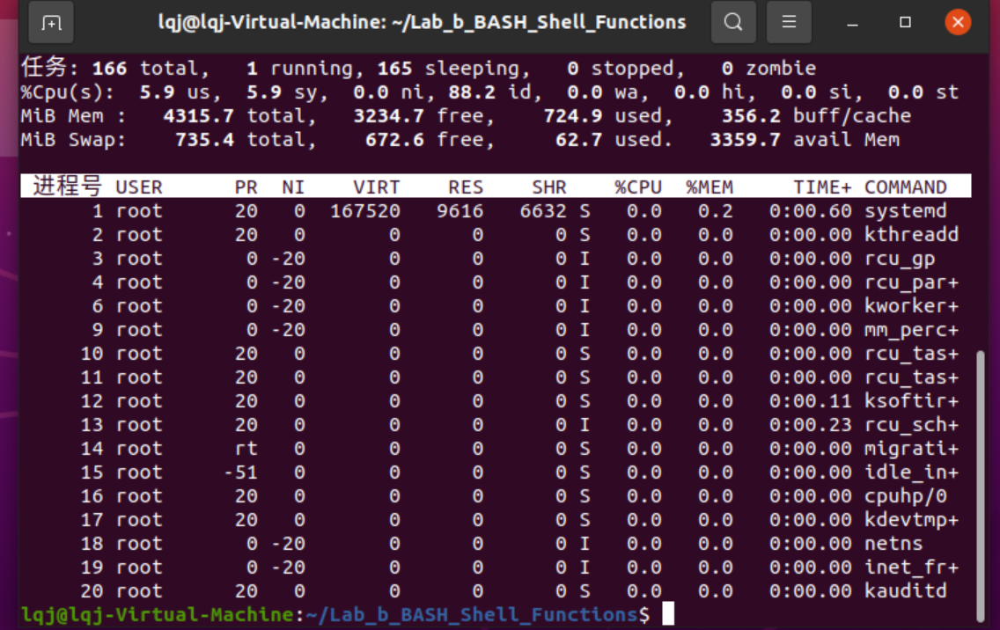 lqj@lqj-Virtual-Machine: ~/Lab_b_BASH_Shell_Functions
任务: 166 total,   1 running, 165 sleeping,   0 stopped,   0 zombie
%Cpu(s):  5.9 us,  5.9 sy,  0.0 ni, 88.2 id,  0.0 wa,  0.0 hi,  0.0 si,  0.0 st
MiB Mem :   4315.7 total,   3234.7 free,    724.9 used,    356.2 buff/cache
MiB Swap:    735.4 total,    672.6 free,     62.7 used.   3359.7 avail Mem
进程号 USER      PR  NI    VIRT    RES    SHR    %CPU  %MEM     TIME+ COMMAND
1 root      20   0  167520   9616   6632 S   0.0   0.2   0:00.60 systemd
2 root      20   0       0      0      0 S   0.0   0.0   0:00.00 kthreadd
3 root       0 -20       0      0      0 I   0.0   0.0   0:00.00 rcu_gp
4 root       0 -20       0      0      0 I   0.0   0.0   0:00.00 rcu_par+
6 root       0 -20       0      0      0 I   0.0   0.0   0:00.00 kworker+
9 root       0 -20       0      0      0 I   0.0   0.0   0:00.00 mm_perc+
10 root      20   0       0      0      0 S   0.0   0.0   0:00.00 rcu_tas+
11 root      20   0       0      0      0 S   0.0   0.0   0:00.00 rcu_tas+
12 root      20   0       0      0      0 S   0.0   0.0   0:00.11 ksoftir+
13 root      20   0       0      0      0 I   0.0   0.0   0:00.23 rcu_sch+
14 root      rt   0       0      0      0 S   0.0   0.0   0:00.00 migrati+
15 root     -51   0       0      0      0 S   0.0   0.0   0:00.00 idle_in+
16 root      20   0       0      0      0 S   0.0   0.0   0:00.00 cpuhp/0
17 root      20   0       0      0      0 S   0.0   0.0   0:00.00 kdevtmp+
18 root       0 -20       0      0      0 I   0.0   0.0   0:00.00 netns
19 root       0 -20       0      0      0 I   0.0   0.0   0:00.00 inet_fr+
20 root      20   0       0      0      0 S   0.0   0.0   0:00.00 kauditd
lqj@lqj-Virtual-Machine:~/Lab_b_BASH_Shell_Functions$